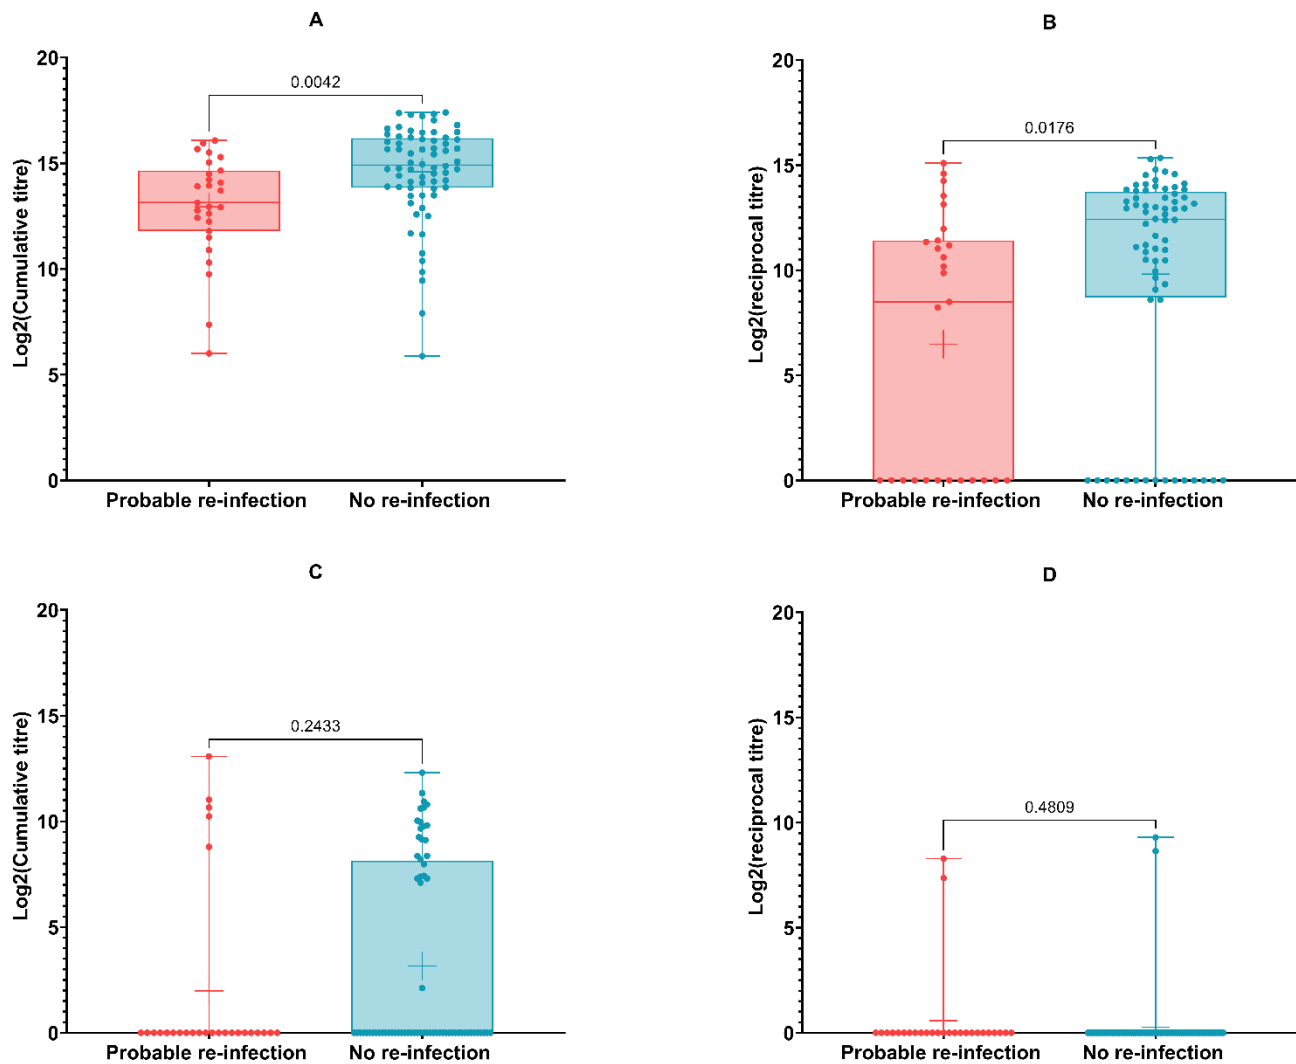 A
Log2(Cumulative titre)
20
15
10
5
0
0.0042
Probable re-infection
No re-infection
B
Log2(reciprocal titre)
20
15
10
5
0
0.0176
Probable re-infection
No re-infection
C
Log2(Cumulative titre)
20
15
10
5
0
0.2433
Probable re-infection
No re-infection
D
Log2(reciprocal titre)
20
15
10
5
0
0.4809
Probable re-infection
No re-infection